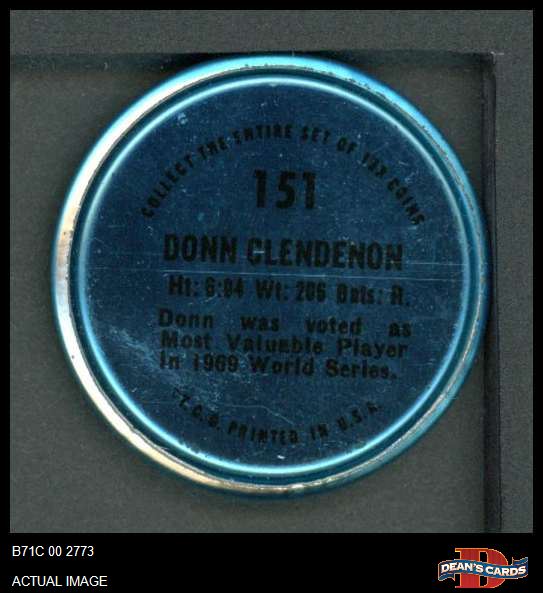 COLLECT THE ENTIRE SET OF 153 COINS
151
DONN CLENDENON
Ht: 6:04 Wt: 206 Bats: R.
Donn was voted as
Most Valuable Player
in 1969 World Series.
*T.C.G. PRINTED IN U.S.A.
B71C 00 2773
ACTUAL IMAGE
DEAN'S CARDS